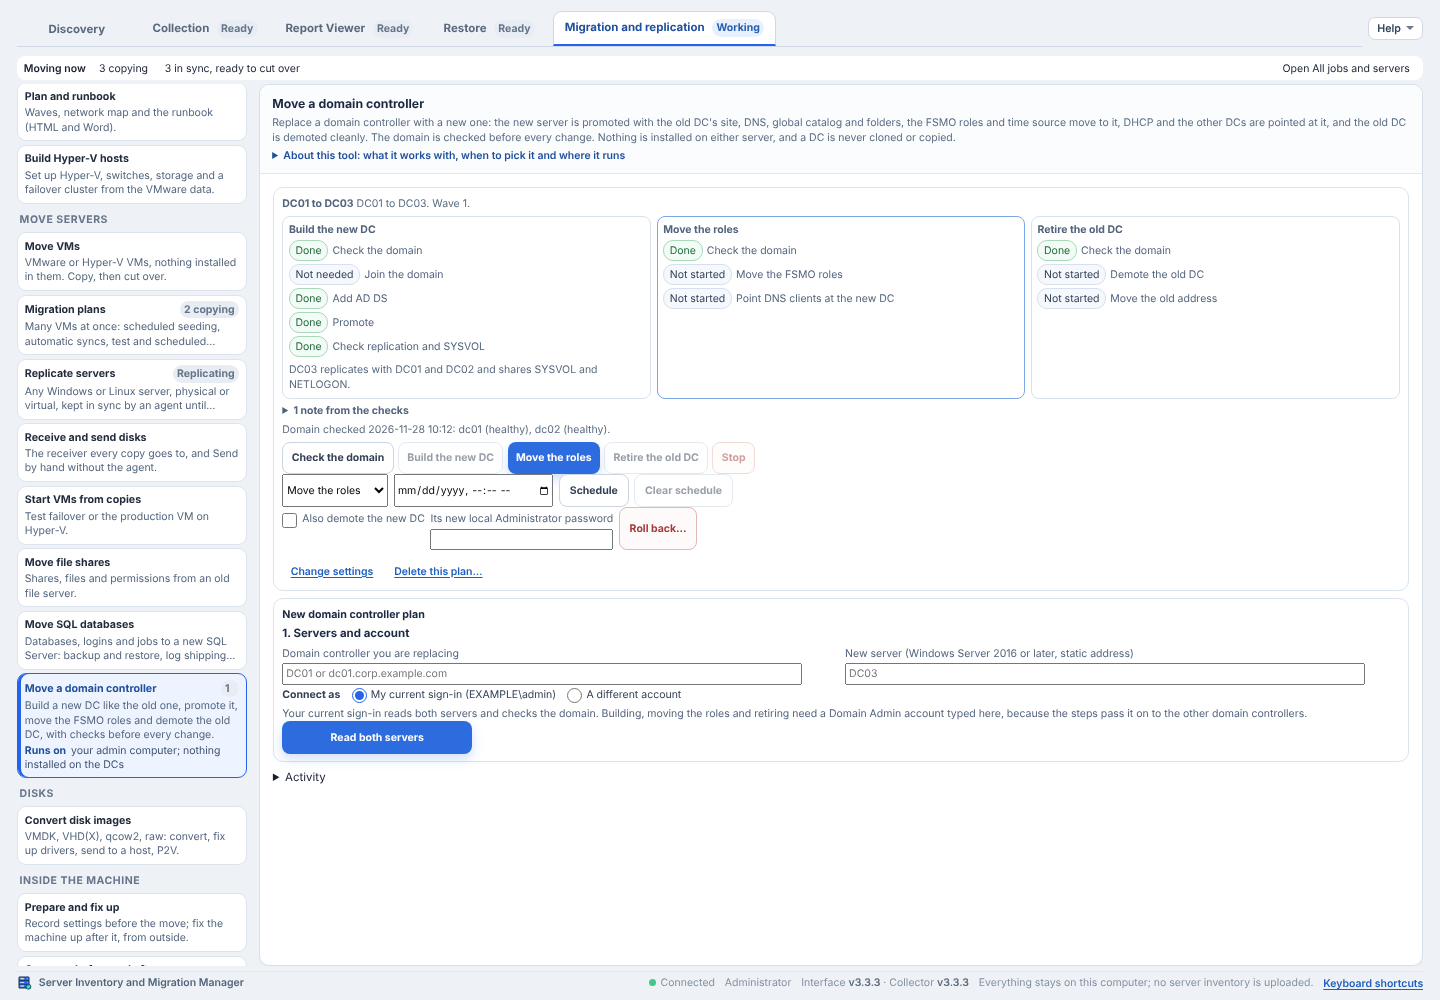 Discovery
Collection Ready
Report Viewer Ready
Restore Ready
Migration and replication Working
Help
Moving now 3 copying 3 in sync, ready to cut over
Open All jobs and servers
Plan and runbook
Waves, network map and the runbook
(HTML and Word).
Build Hyper-V hosts
Set up Hyper-V, switches, storage and a
failover cluster from the VMware data.
MOVE SERVERS
Move VMs
VMware or Hyper-V VMs, nothing installed
in them. Copy, then cut over.
Migration plans 2 copying
Many VMs at once: scheduled seeding,
automatic syncs, test and scheduled...
Replicate servers Replicating
Any Windows or Linux server, physical or
virtual, kept in sync by an agent until...
Receive and send disks
The receiver every copy goes to, and Send
by hand without the agent.
Start VMs from copies
Test failover or the production VM on
Hyper-V.
Move file shares
Shares, files and permissions from an old
file server.
Move SQL databases
Databases, logins and jobs to a new SQL
Server: backup and restore, log shipping...
Move a domain controller 1
Build a new DC like the old one, promote it,
move the FSMO roles and demote the old
DC, with checks before every change.
Runs on your admin computer; nothing
installed on the DCs
DISKS
Convert disk images
VMDK, VHD(X), qcow2, raw: convert, fix
up drivers, send to a host, P2V.
INSIDE THE MACHINE
Prepare and fix up
Record settings before the move; fix the
machine up after it, from outside.
Move a domain controller
Replace a domain controller with a new one: the new server is promoted with the old DC's site, DNS, global catalog and folders, the FSMO roles and time source move to it, DHCP and the other DCs are pointed at it, and the old DC
is demoted cleanly. The domain is checked before every change. Nothing is installed on either server, and a DC is never cloned or copied.
About this tool: what it works with, when to pick it and where it runs
DC01 to DC03 DC01 to DC03. Wave 1.
Build the new DC
Done Check the domain
Not needed Join the domain
Done Add AD DS
Done Promote
Done Check replication and SYSVOL
DC03 replicates with DC01 and DC02 and shares SYSVOL and
NETLOGON.
Move the roles
Done Check the domain
Not started Move the FSMO roles
Not started Point DNS clients at the new DC
Retire the old DC
Done Check the domain
Not started Demote the old DC
Not started Move the old address
1 note from the checks
Domain checked 2026-11-28 10:12: dc01 (healthy), dc02 (healthy).
Check the domain Build the new DC Move the roles Retire the old DC Stop
Move the roles mm/dd/yyyy, --:-- -- Schedule Clear schedule
Also demote the new DC Its new local Administrator password Roll back...
Change settings Delete this plan...
New domain controller plan
1. Servers and account
Domain controller you are replacing
DC01 or dc01.corp.example.com
New server (Windows Server 2016 or later, static address)
DC03
Connect as My current sign-in (EXAMPLE\admin) A different account
Your current sign-in reads both servers and checks the domain. Building, moving the roles and retiring need a Domain Admin account typed here, because the steps pass it on to the other domain controllers.
Read both servers
Activity
Server Inventory and Migration Manager
Connected Administrator Interface v3.3.3 · Collector v3.3.3 Everything stays on this computer; no server inventory is uploaded. Keyboard shortcuts